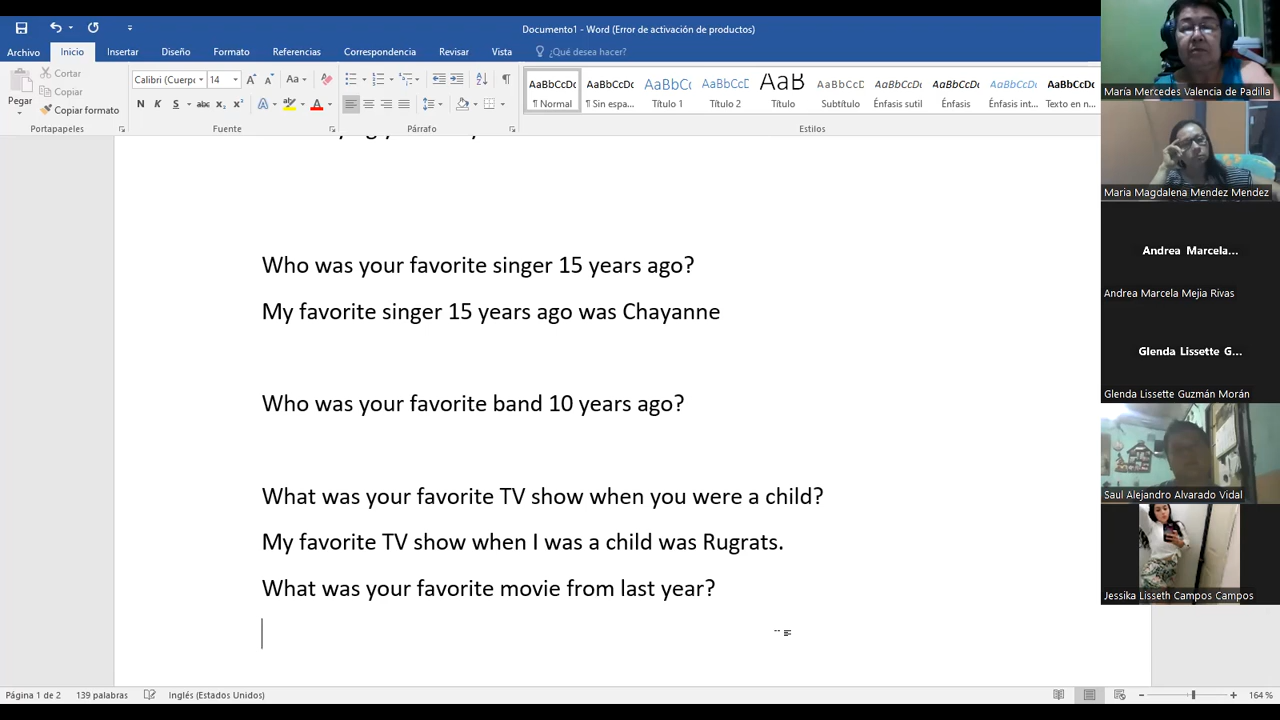 Documento1 - Word (Error de activación de productos)
Archivo Inicio Insertar Diseño Formato Referencias Correspondencia Revisar Vista ¿Qué desea hacer?
Pegar
Cortar
Copiar
Copiar formato
Portapapeles
Calibri (Cuerp 14
Aa
N K S abc x₂ x²
Fuente
Párrafo
AaBbCcDc AaBbCcDc AaBbCc AaBbCcD AaB AaBbCcD AaBbCcDc AaBbCcDc AaBbCcDc AaBbCcDc
¶ Normal ¶ Sin espa... Título 1 Título 2 Título Subtítulo Énfasis sutil Énfasis Énfasis int... Texto en n...
Estilos
Who was your favorite singer 15 years ago?
My favorite singer 15 years ago was Chayanne
Who was your favorite band 10 years ago?
What was your favorite TV show when you were a child?
My favorite TV show when I was a child was Rugrats.
What was your favorite movie from last year?
Página 1 de 2 139 palabras Inglés (Estados Unidos) 164 %
María Mercedes Valencia de Padilla
Maria Magdalena Mendez Mendez
Andrea Marcela...
Andrea Marcela Mejia Rivas
Glenda Lissette G...
Glenda Lissette Guzmán Morán
Saul Alejandro Alvarado Vidal
Jessika Lisseth Campos Campos